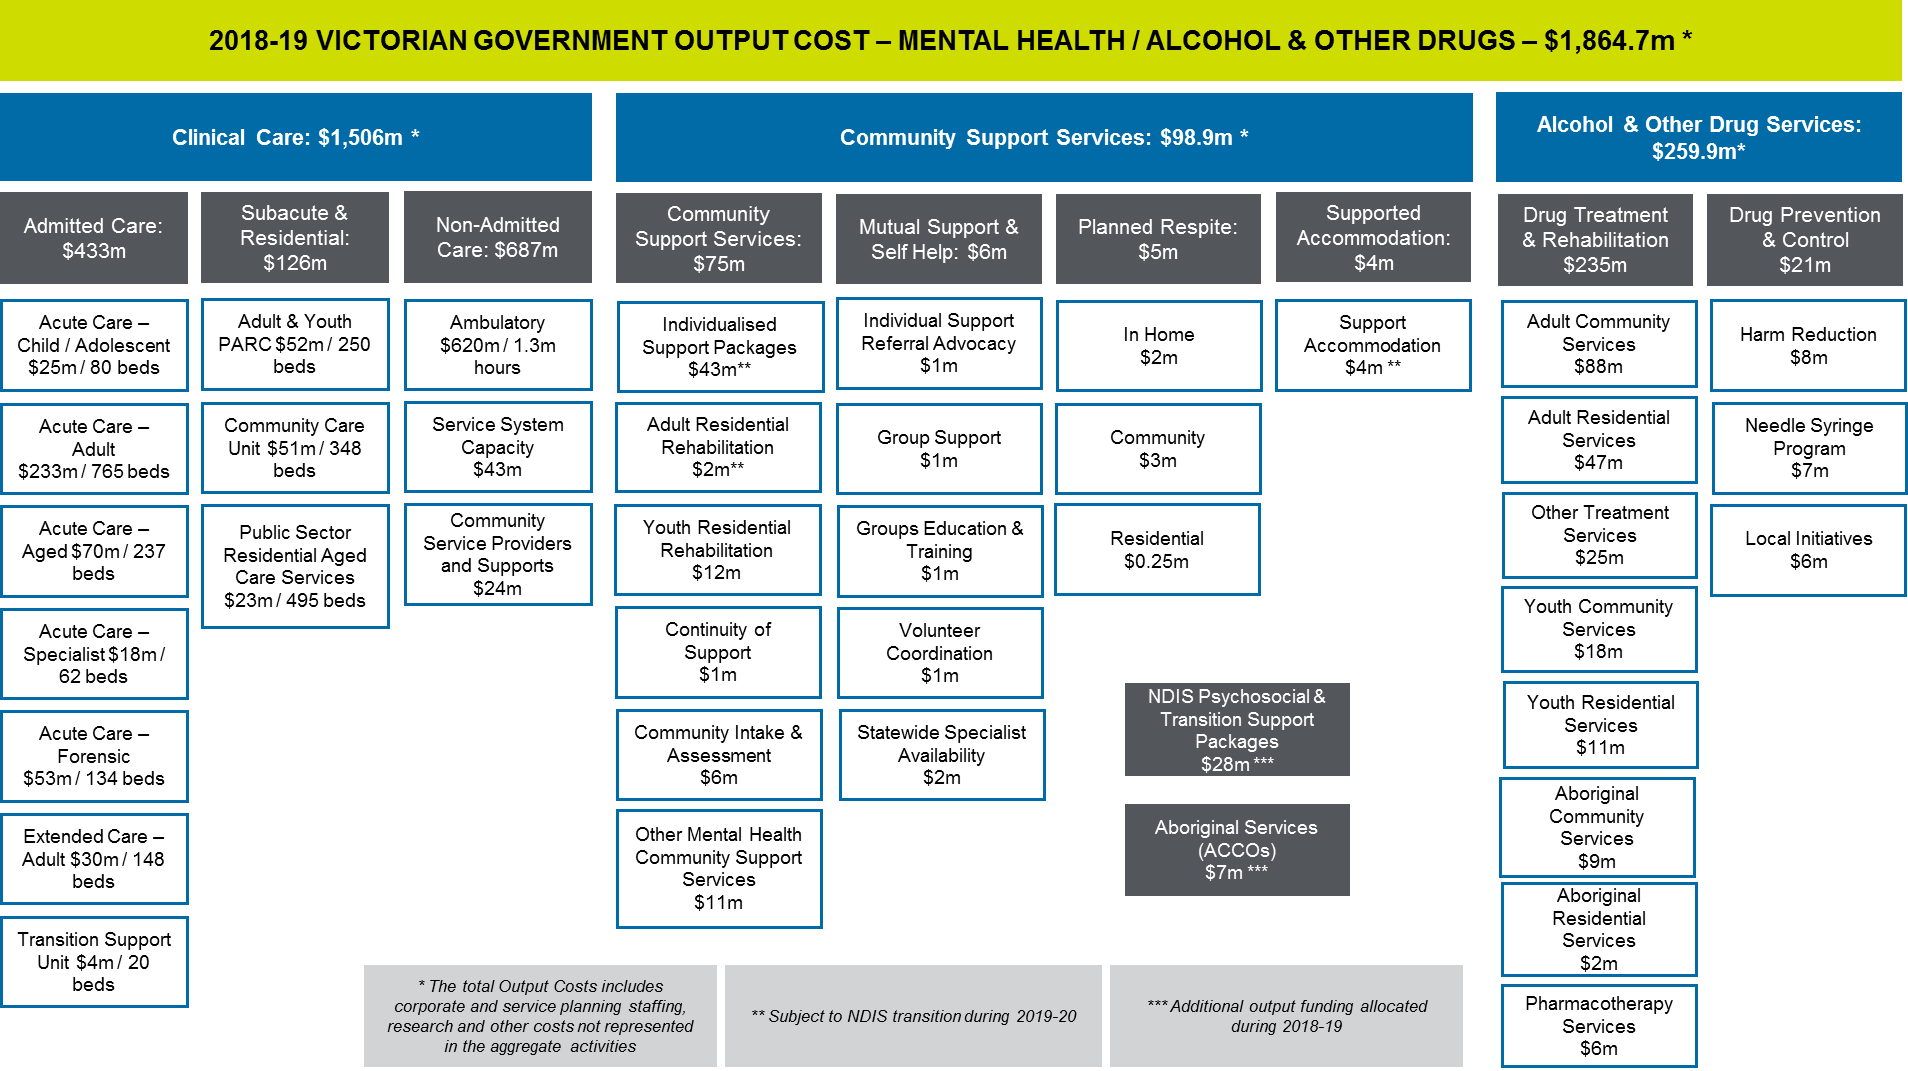 2018-19 VICTORIAN GOVERNMENT OUTPUT COST – MENTAL HEALTH / ALCOHOL & OTHER DRUGS – $1,864.7m *
Clinical Care: $1,506m *
Admitted Care:
$433m
Acute Care –
Child / Adolescent
$25m / 80 beds
Acute Care –
Adult
$233m / 765 beds
Acute Care –
Aged $70m / 237
beds
Acute Care –
Specialist $18m /
62 beds
Acute Care –
Forensic
$53m / 134 beds
Extended Care –
Adult $30m / 148
beds
Transition Support
Unit $4m / 20
beds
Subacute &
Residential:
$126m
Adult & Youth
PARC $52m / 250
beds
Community Care
Unit $51m / 348
beds
Public Sector
Residential Aged
Care Services
$23m / 495 beds
Non-Admitted
Care: $687m
Ambulatory
$620m / 1.3m
hours
Service System
Capacity
$43m
Community
Service Providers
and Supports
$24m
Community Support Services: $98.9m *
Community
Support Services:
$75m
Individualised
Support Packages
$43m**
Adult Residential
Rehabilitation
$2m**
Youth Residential
Rehabilitation
$12m
Continuity of
Support
$1m
Community Intake &
Assessment
$6m
Other Mental Health
Community Support
Services
$11m
Mutual Support &
Self Help: $6m
Individual Support
Referral Advocacy
$1m
Group Support
$1m
Groups Education &
Training
$1m
Volunteer
Coordination
$1m
Statewide Specialist
Availability
$2m
Planned Respite:
$5m
In Home
$2m
Community
$3m
Residential
$0.25m
Supported
Accommodation:
$4m
Support
Accommodation
$4m **
NDIS Psychosocial &
Transition Support
Packages
$28m ***
Aboriginal Services
(ACCOs)
$7m ***
Alcohol & Other Drug Services:
$259.9m*
Drug Treatment
& Rehabilitation
$235m
Adult Community
Services
$88m
Adult Residential
Services
$47m
Other Treatment
Services
$25m
Youth Community
Services
$18m
Youth Residential
Services
$11m
Aboriginal
Community
Services
$9m
Aboriginal
Residential
Services
$2m
Pharmacotherapy
Services
$6m
Drug Prevention
& Control
$21m
Harm Reduction
$8m
Needle Syringe
Program
$7m
Local Initiatives
$6m
* The total Output Costs includes
corporate and service planning staffing,
research and other costs not represented
in the aggregate activities
** Subject to NDIS transition during 2019-20
*** Additional output funding allocated
during 2018-19